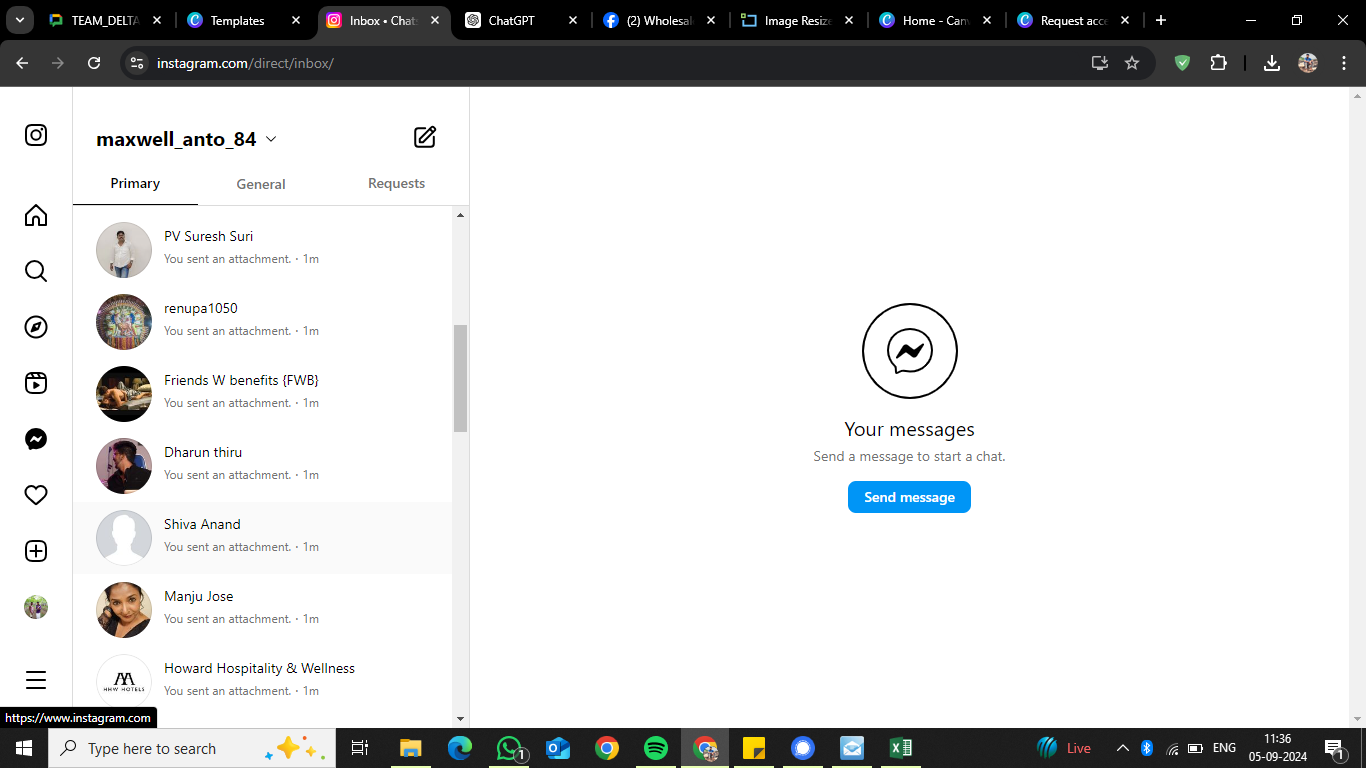 TEAM_DELTA
Templates
Inbox • Chats
ChatGPT
(2) Wholesale
Image Resize
Home - Can
Request acce
instagram.com/direct/inbox/
maxwell_anto_84
Primary
General
Requests
PV Suresh Suri
You sent an attachment. · 1m
renupa1050
You sent an attachment. · 1m
Friends W benefits {FWB}
You sent an attachment. · 1m
Dharun thiru
You sent an attachment. · 1m
Shiva Anand
You sent an attachment. · 1m
Manju Jose
You sent an attachment. · 1m
Howard Hospitality & Wellness
You sent an attachment. · 1m
HHW HOTELS
Your messages
Send a message to start a chat.
Send message
https://www.instagram.com
Type here to search
1
Live
ENG
11:36
05-09-2024
1